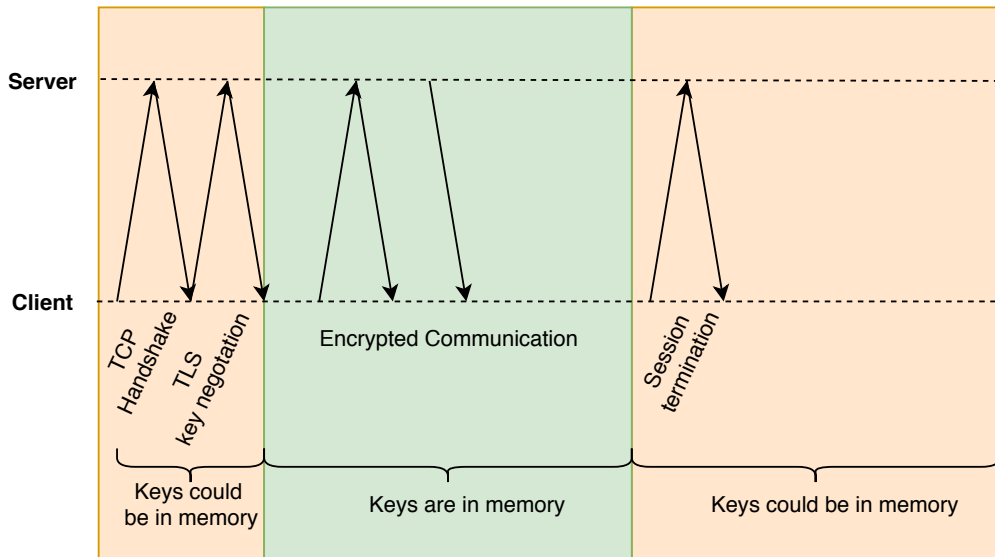 Server
Client
TCP
Handshake
TLS
key negotation
Encrypted Communication
Session
termination
Keys could
be in memory
Keys are in memory
Keys could be in memory